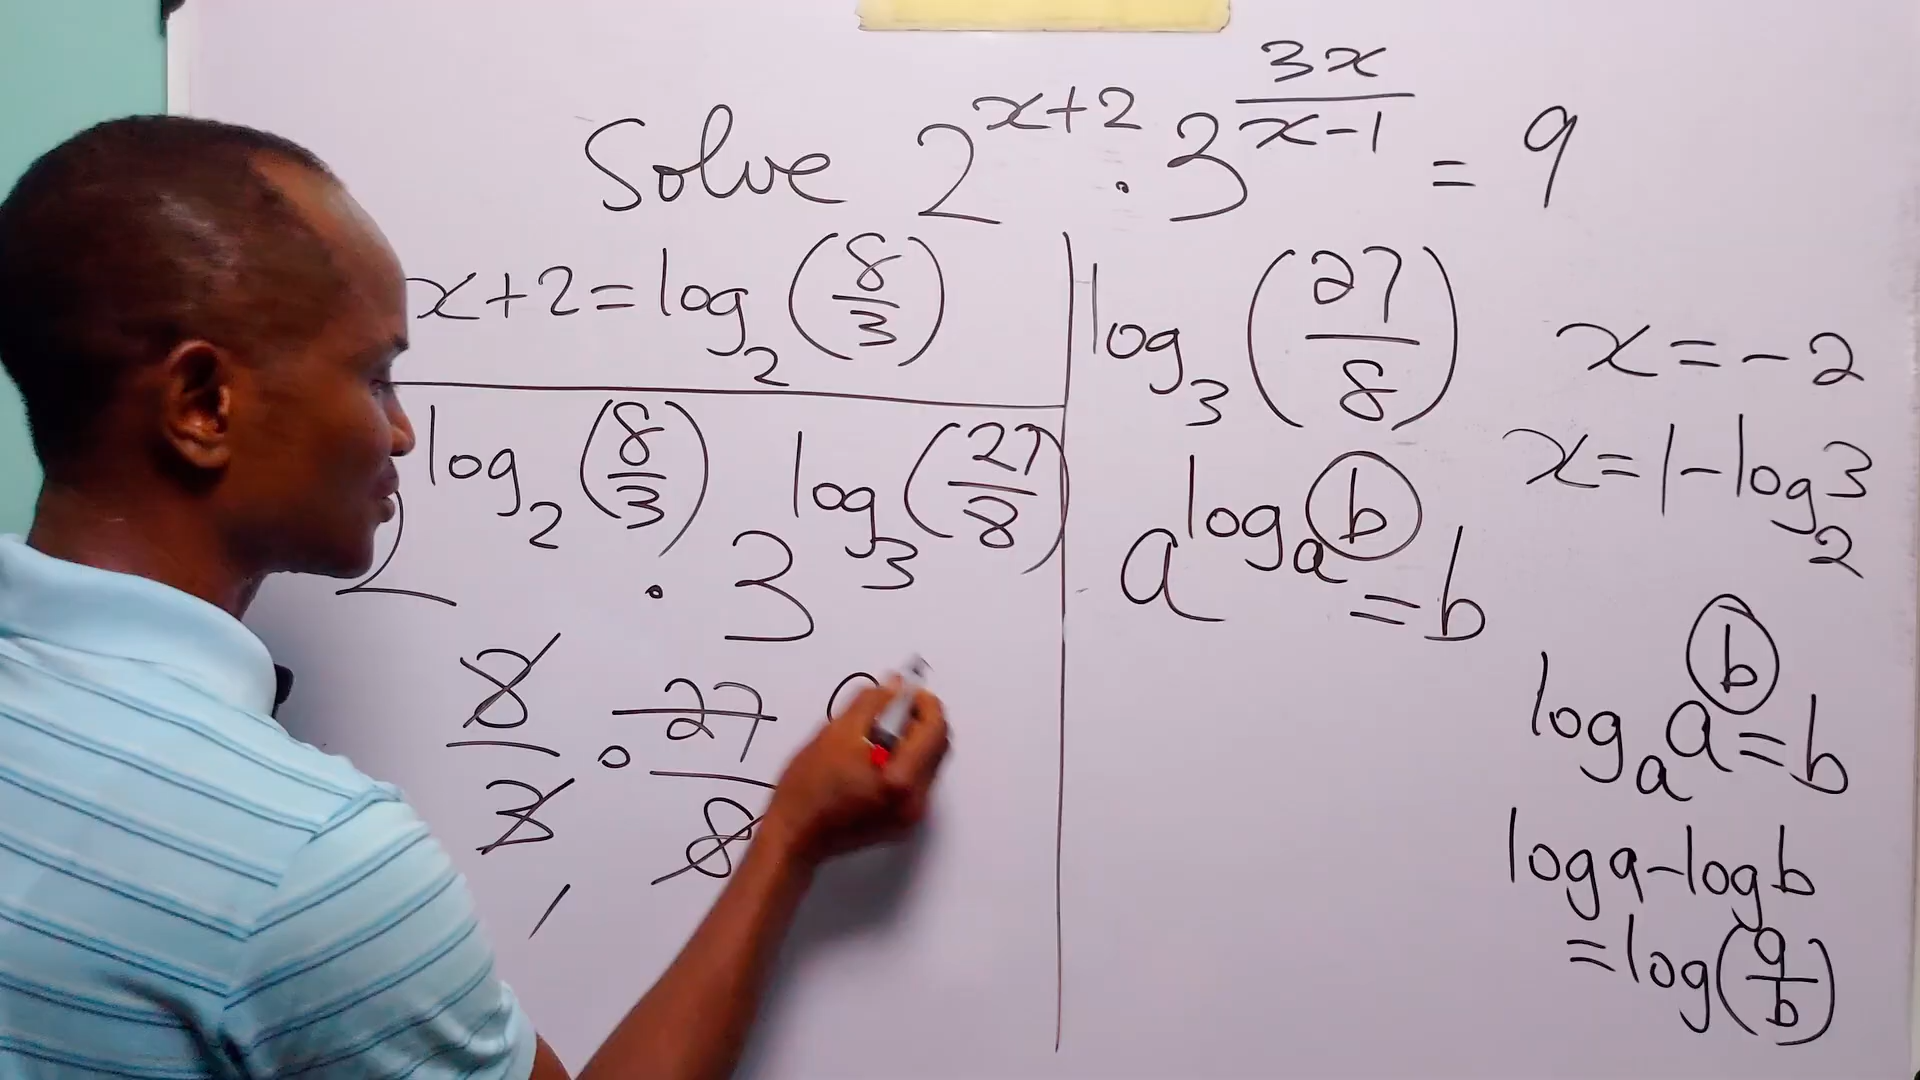 Solve 2^{x+2} · 3^{\frac{3x}{x-1}} = 9
x+2 = log_2 (8/3)
2^{log_2 (8/3)} · 3^{log_3 (27/8)}
8/3 · 27/8
1
log_3 (27/8)
a^{log_a b} = b
x = -2
x = 1 - log_2 3
log_a a^b = b
log a - log b
= log (a/b)